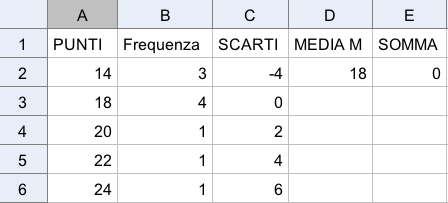 A B C D E
1 PUNTI Frequenza SCARTI MEDIA M SOMMA
2 14 3 -4 18 0
3 18 4 0
4 20 1 2
5 22 1 4
6 24 1 6